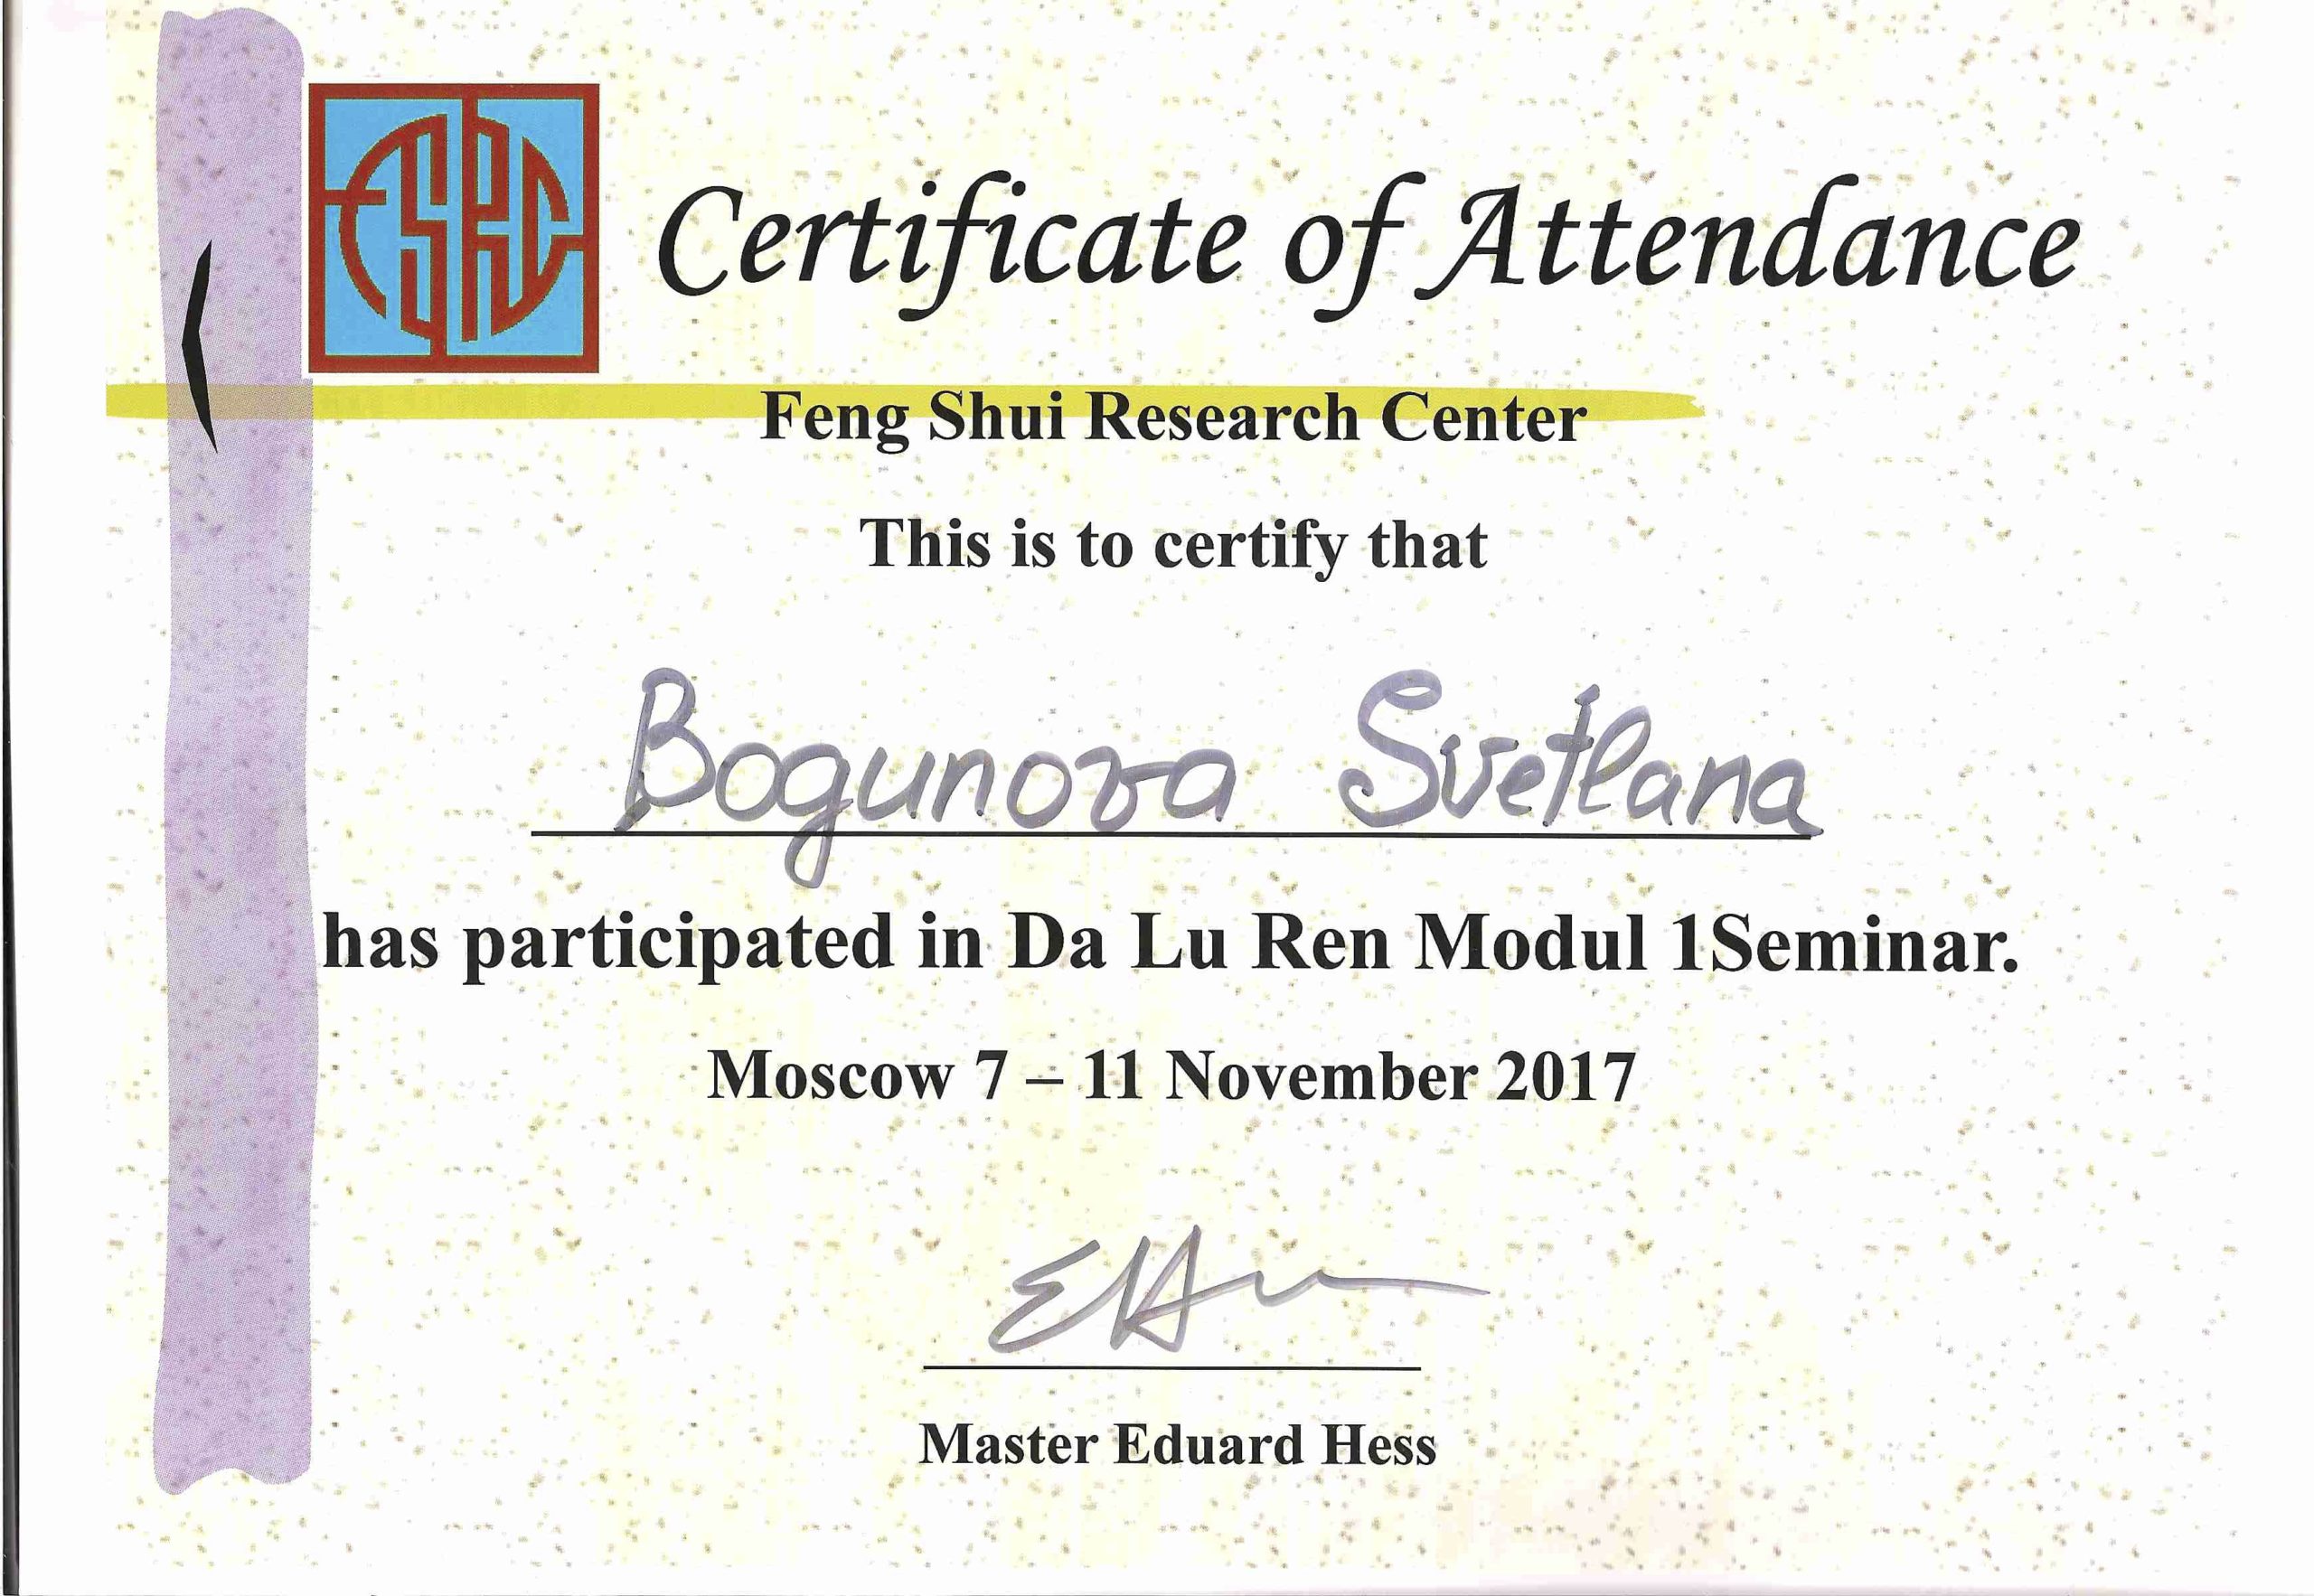 FSRC
Certificate of Attendance
Feng Shui Research Center
This is to certify that
Bogunova Svetlana
has participated in Da Lu Ren Modul 1Seminar.
Moscow 7 – 11 November 2017
Master Eduard Hess